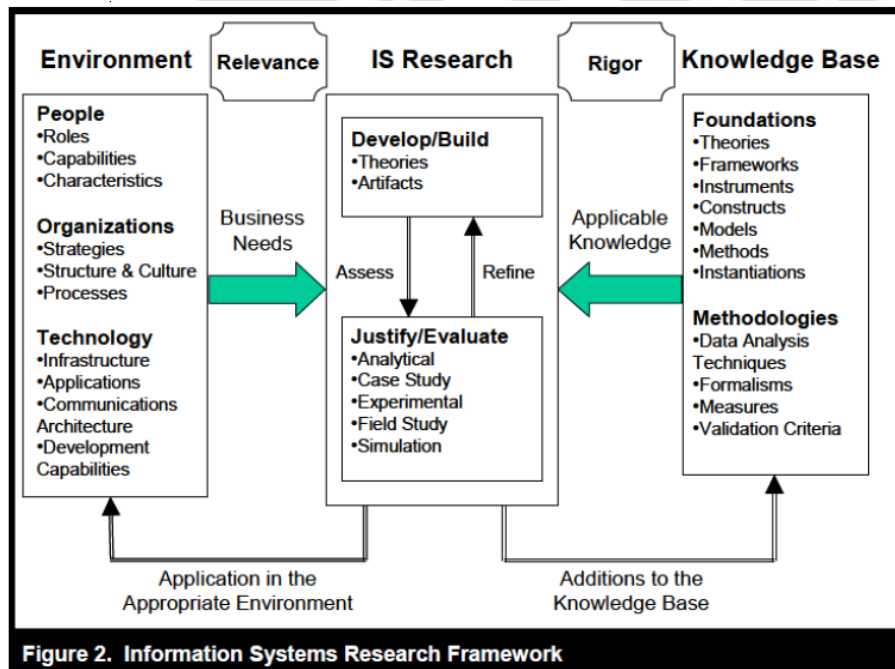 Environment
Relevance
IS Research
Rigor
Knowledge Base
People
•Roles
•Capabilities
•Characteristics
Organizations
•Strategies
•Structure & Culture
•Processes
Technology
•Infrastructure
•Applications
•Communications
Architecture
•Development
Capabilities
Business
Needs
Develop/Build
•Theories
•Artifacts
Assess
Refine
Justify/Evaluate
•Analytical
•Case Study
•Experimental
•Field Study
•Simulation
Applicable
Knowledge
Foundations
•Theories
•Frameworks
•Instruments
•Constructs
•Models
•Methods
•Instantiations
Methodologies
•Data Analysis
Techniques
•Formalisms
•Measures
•Validation Criteria
Application in the
Appropriate Environment
Additions to the
Knowledge Base
Figure 2. Information Systems Research Framework